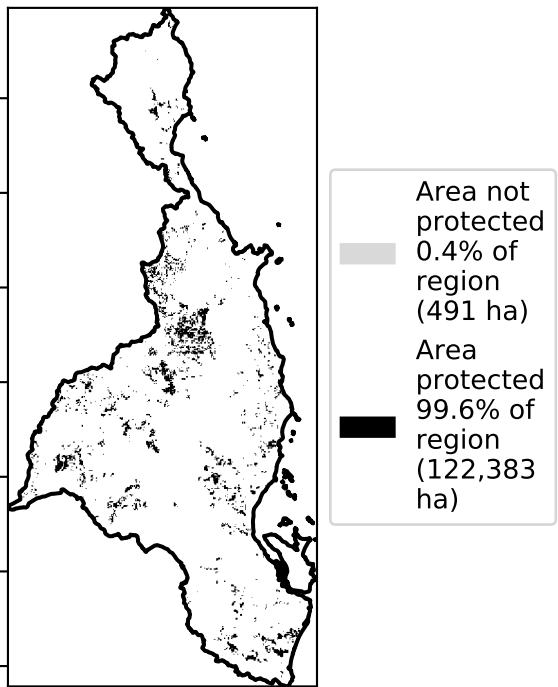 Area not
protected
0.4% of
region
(491 ha)
Area
protected
99.6% of
region
(122,383
ha)